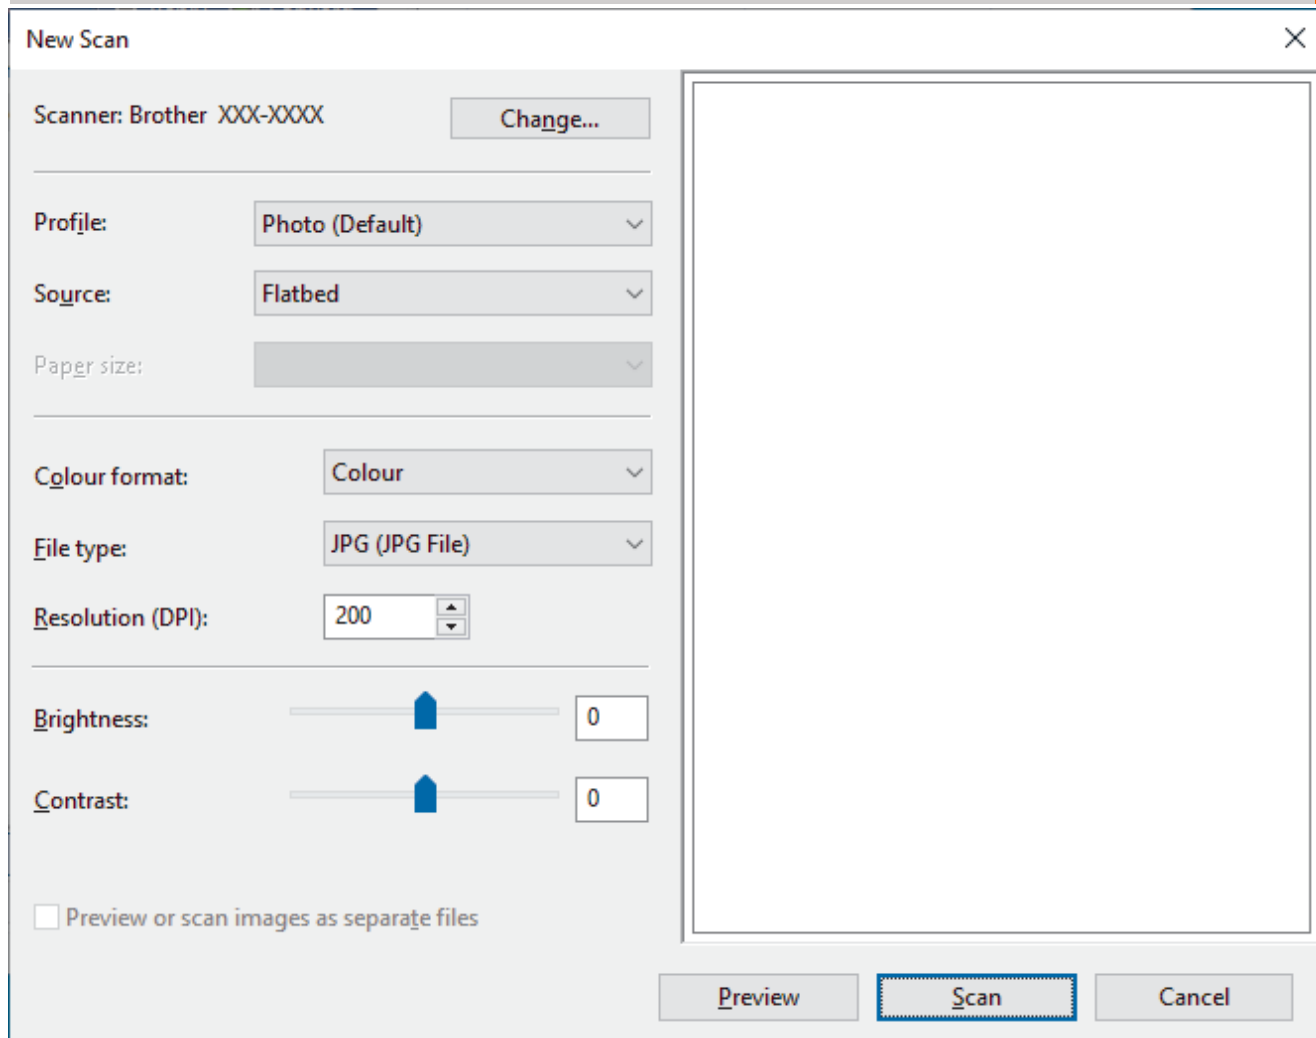 New Scan
Scanner: Brother XXX-XXXX
Change...
Profile:
Photo (Default)
Source:
Flatbed
Paper size:
Colour format:
Colour
File type:
JPG (JPG File)
Resolution (DPI):
200
Brightness:
0
Contrast:
0
Preview or scan images as separate files
Preview
Scan
Cancel